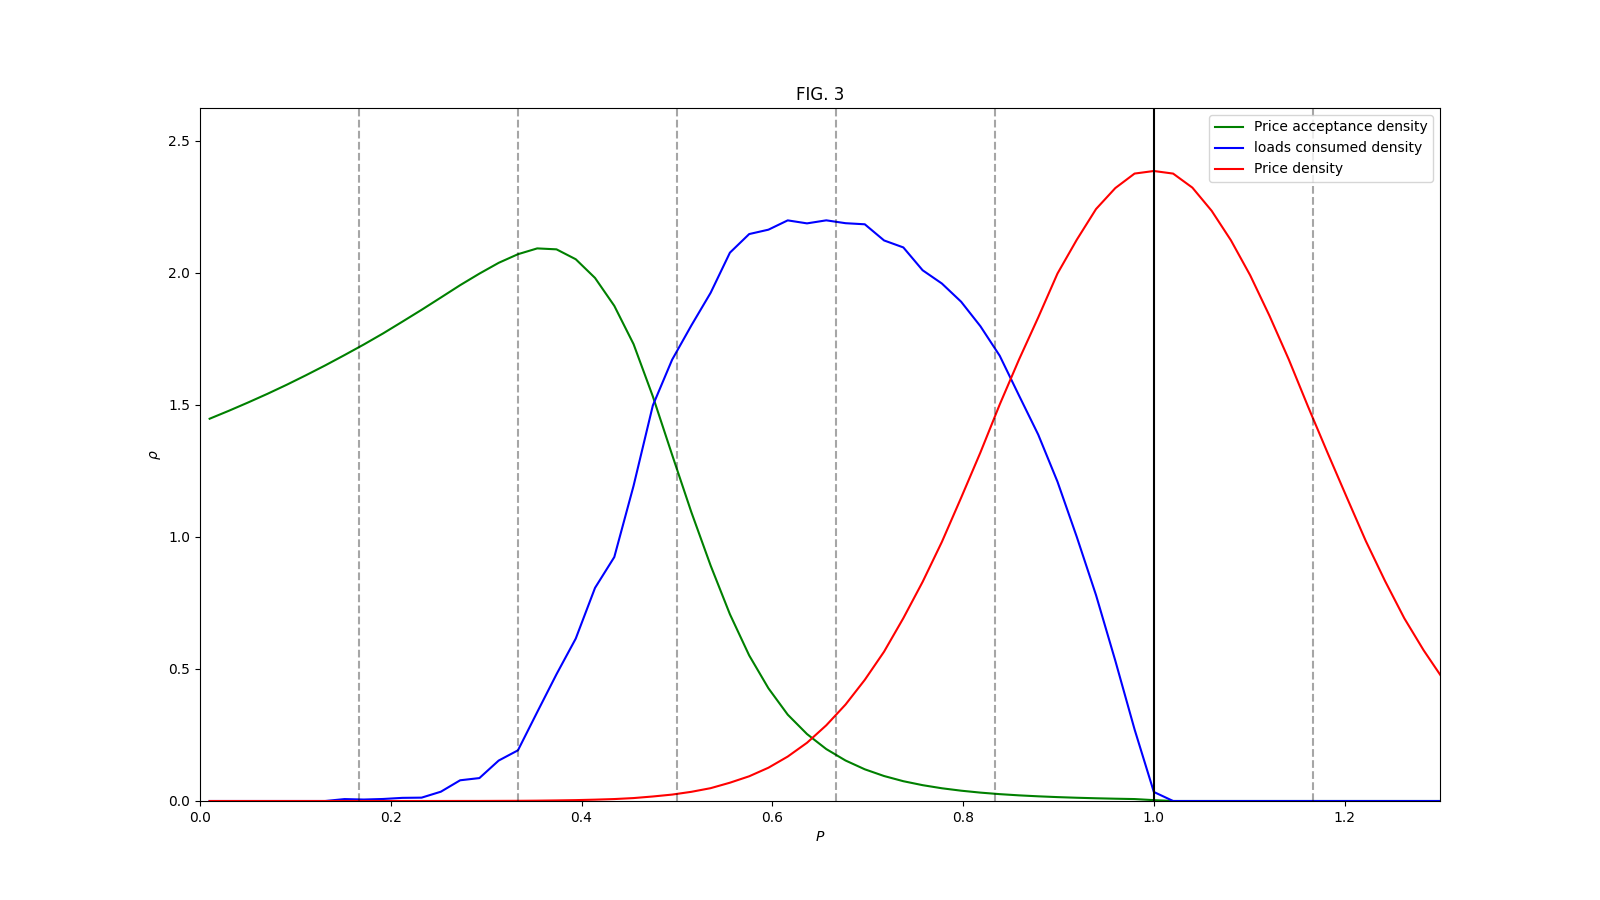 FIG. 3
Price acceptance density
loads consumed density
Price density
2.5
2.0
1.5
1.0
0.5
0.0
ρ
0.0 0.2 0.4 0.6 0.8 1.0 1.2
P